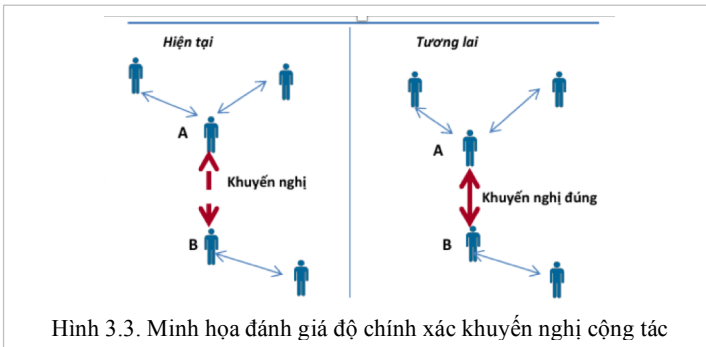 Hiện tại
Tương lai
A
A
Khuyến nghị
Khuyến nghị đúng
B
B
Hình 3.3. Minh họa đánh giá độ chính xác khuyến nghị cộng tác